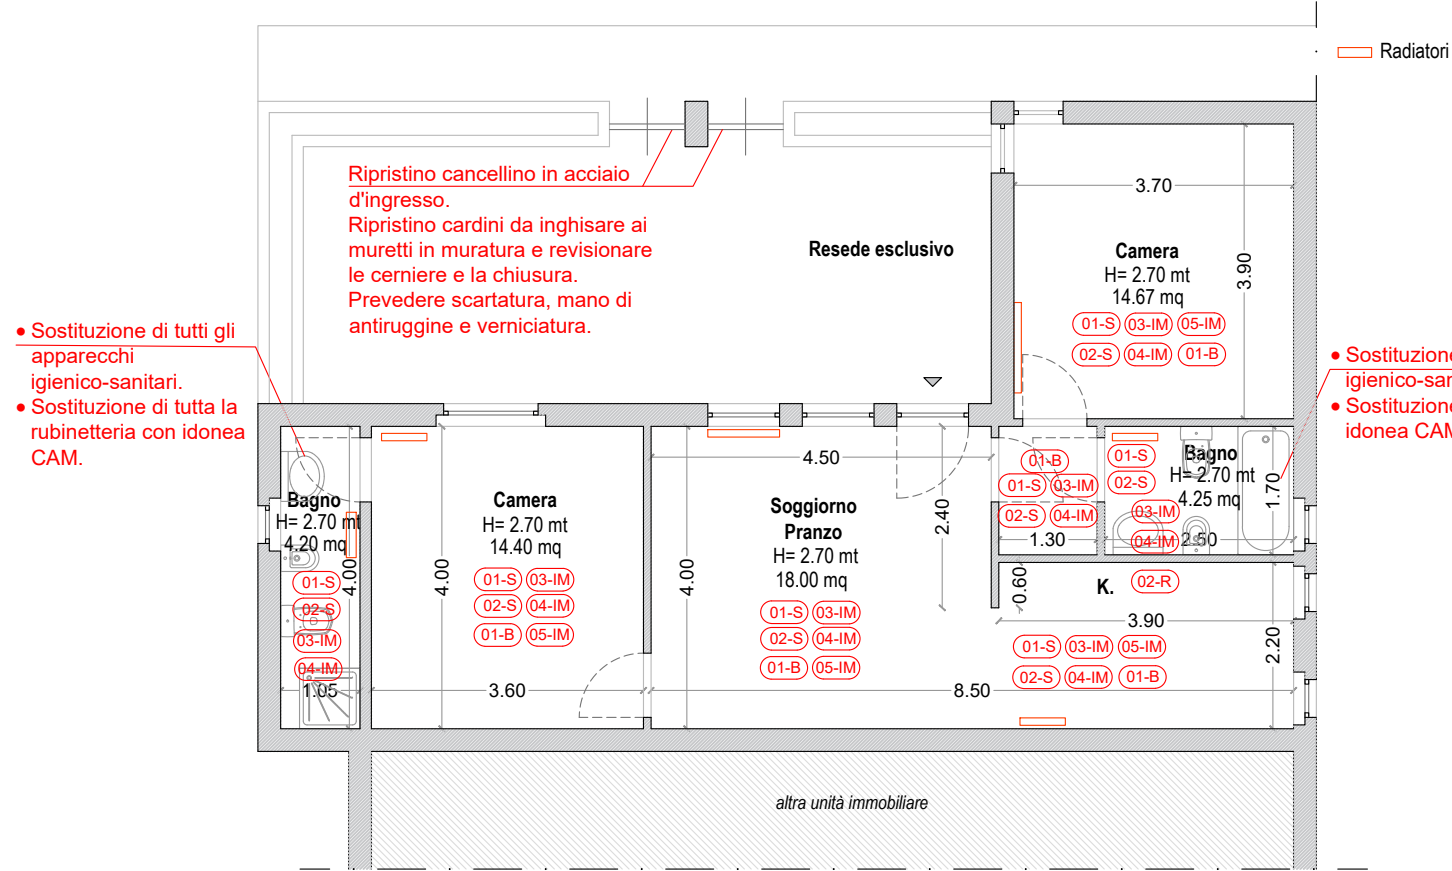 Radiatori
Ripristino cancellino in acciaio
d'ingresso.
Ripristino cardini da inghisare ai
muretti in muratura e revisionare
le cerniere e la chiusura.
Prevedere scartatura, mano di
antiruggine e verniciatura.
Resede esclusivo
3.70
Camera
H= 2.70 mt
14.67 mq
3.90
01-S 03-IM 05-IM
02-S 04-IM 01-B
• Sostituzione di tutti gli
apparecchi
igienico-sanitari.
• Sostituzione di tutta la
rubinetteria con idonea
CAM.
• Sostituzione
igienico-san
• Sostituzione
idonea CAM
Bagno
H= 2.70 mt
4.20 mq
4.00
01-S
02-S
03-IM
04-IM
1.05
Camera
H= 2.70 mt
14.40 mq
4.00
01-S 03-IM
02-S 04-IM
01-B 05-IM
3.60
4.50
Soggiorno
Pranzo
H= 2.70 mt
18.00 mq
4.00
2.40
01-S 03-IM
02-S 04-IM
01-B 05-IM
8.50
01-B
01-S 03-IM
02-S 04-IM
1.30
01-S
02-S
03-IM
04-IM
Bagno
H= 2.70 mt
4.25 mq
1.70
2.50
0.60
K.
02-R
3.90
2.20
01-S 03-IM 05-IM
02-S 04-IM 01-B
altra unità immobiliare